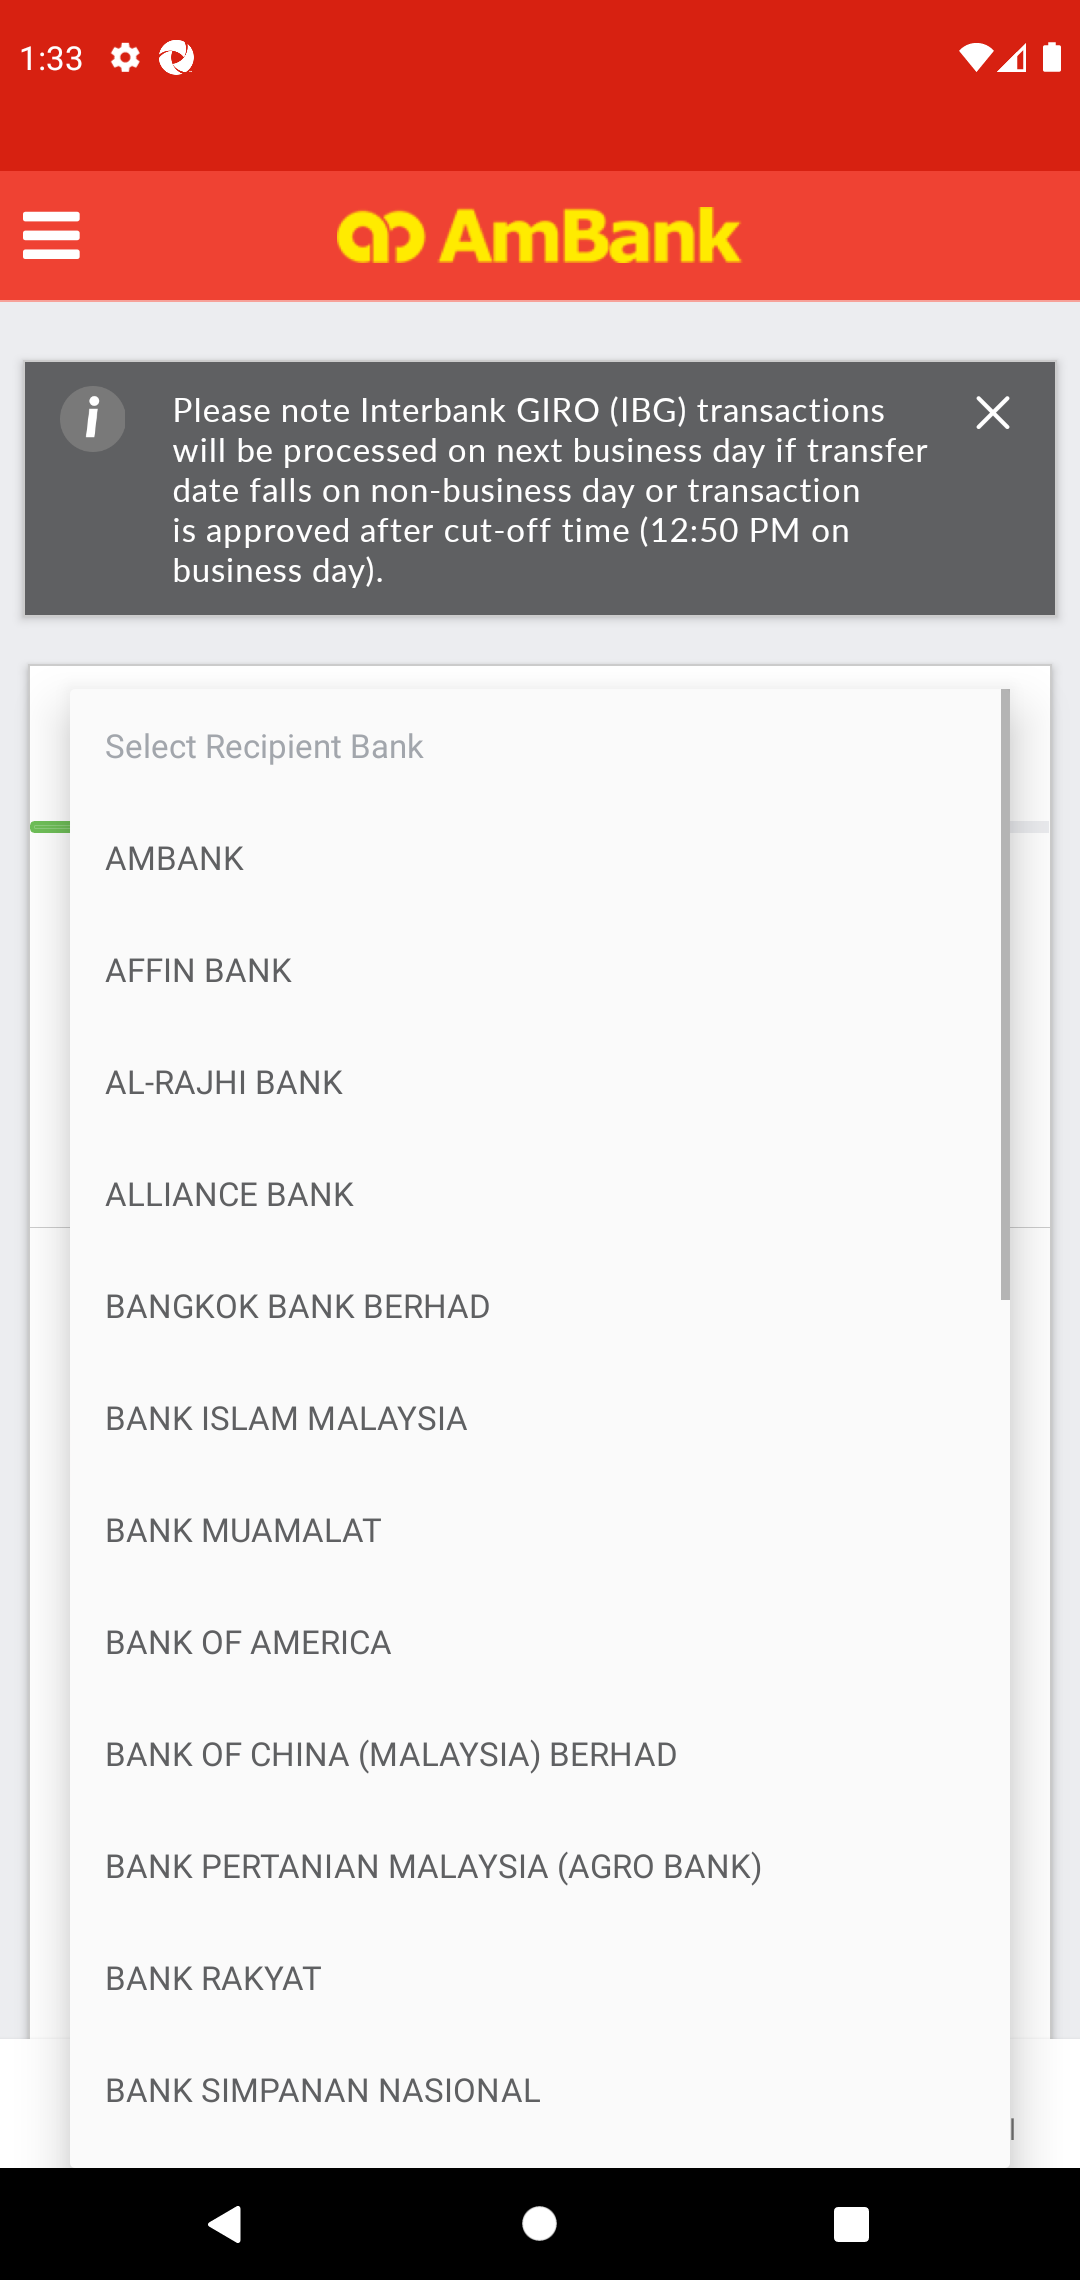 1:33
AmBank
Please note Interbank GIRO (IBG) transactions
will be processed on next business day if transfer
date falls on non-business day or transaction
is approved after cut-off time (12:50 PM on
business day).
Select Recipient Bank
AMBANK
AFFIN BANK
AL-RAJHI BANK
ALLIANCE BANK
BANGKOK BANK BERHAD
BANK ISLAM MALAYSIA
BANK MUAMALAT
BANK OF AMERICA
BANK OF CHINA (MALAYSIA) BERHAD
BANK PERTANIAN MALAYSIA (AGRO BANK)
BANK RAKYAT
BANK SIMPANAN NASIONAL